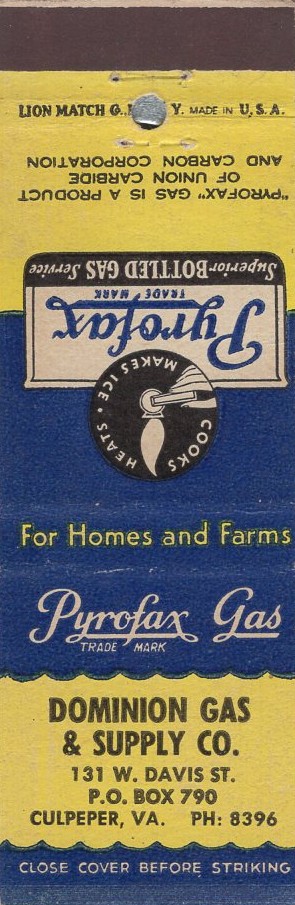 LION MATCH N. Y. MADE IN U.S.A.
"PYROFAX" GAS IS A PRODUCT
OF UNION CARBIDE
AND CARBON CORPORATION
Superior BOTTLED GAS Service
Pyrofax
TRADE MARK
COOKS • HEATS • MAKES ICE
For Homes and Farms
Pyrofax Gas
TRADE MARK
DOMINION GAS
& SUPPLY CO.
131 W. DAVIS ST.
P.O. BOX 790
CULPEPER, VA. PH: 8396
CLOSE COVER BEFORE STRIKING